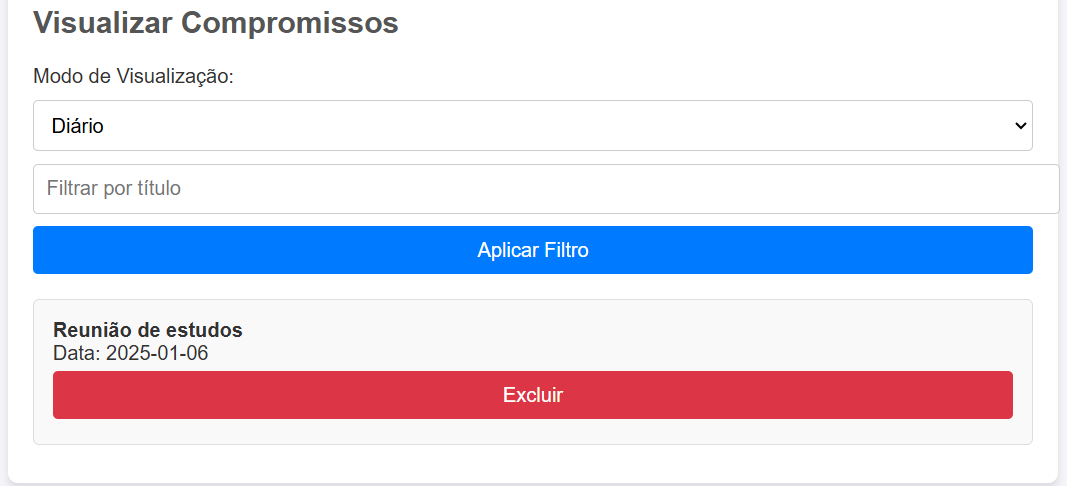 Visualizar Compromissos
Modo de Visualização:
Diário
Filtrar por título
Aplicar Filtro
Reunião de estudos
Data: 2025-01-06
Excluir